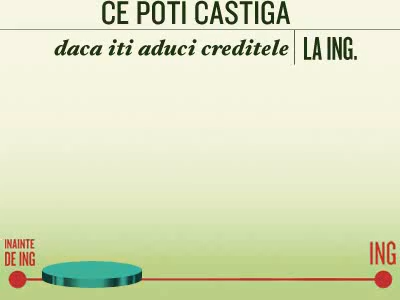 CE POTI CASTIGA
daca iti aduci creditele LA ING.
INAINTE
DE ING
ING